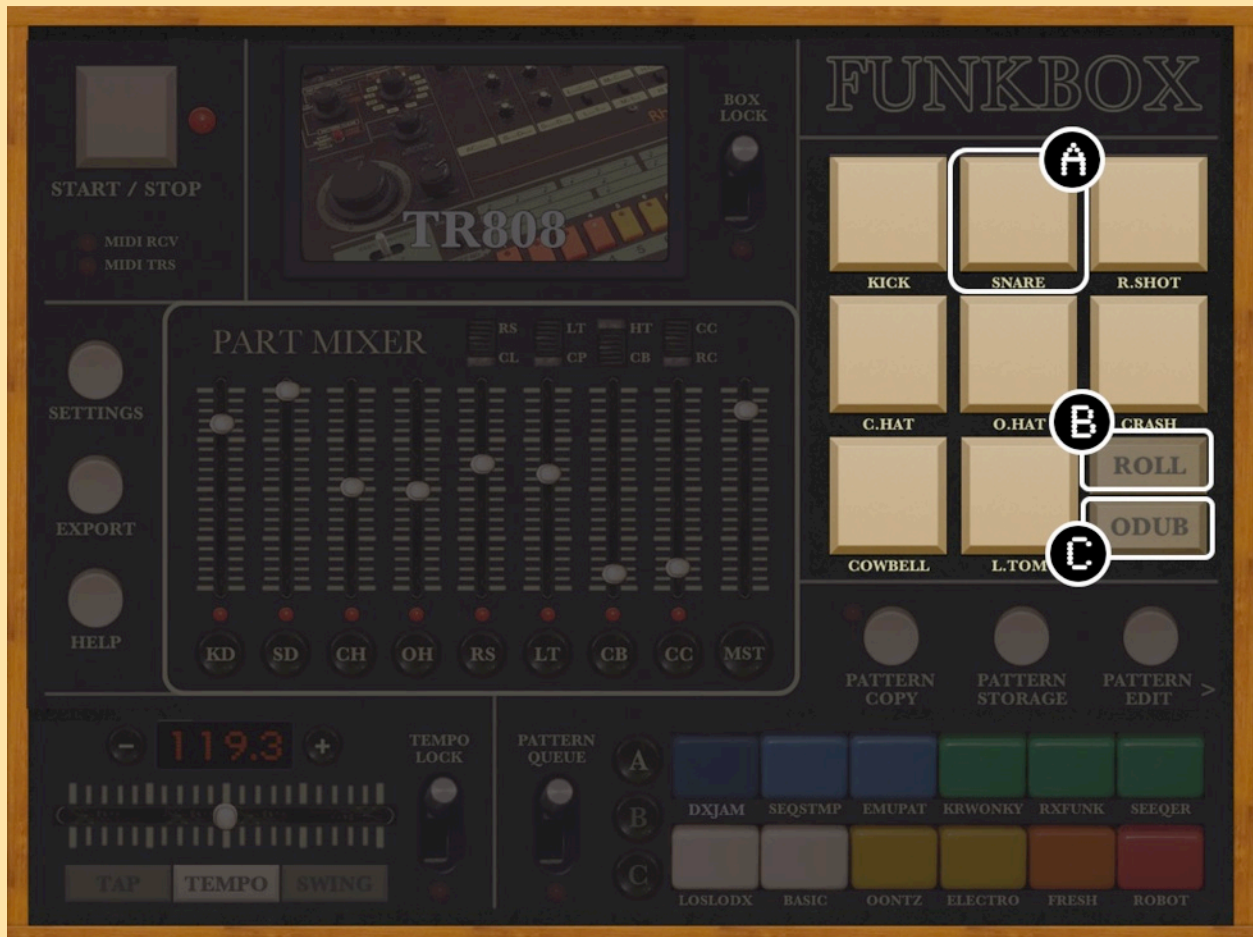 FUNKBOX
START / STOP
MIDI RCV
MIDI TRS
TR808
BOX
LOCK
A
KICK
SNARE
R.SHOT
C.HAT
O.HAT
CRASH
B
ROLL
C
ODUB
COWBELL
L.TOM
SETTINGS
EXPORT
HELP
PART MIXER
RS
CL
LT
CP
HT
CB
CC
RC
KD
SD
CH
OH
RS
LT
CB
CC
MST
PATTERN
COPY
PATTERN
STORAGE
PATTERN
EDIT >
- 119.3 +
TEMPO
LOCK
TAP
TEMPO
SWING
PATTERN
QUEUE
A
B
C
DXJAM
SEQSTMP
EMUPAT
KRWONKY
RXFUNK
SEEQER
LOSLODX
BASIC
OONTZ
ELECTRO
FRESH
ROBOT